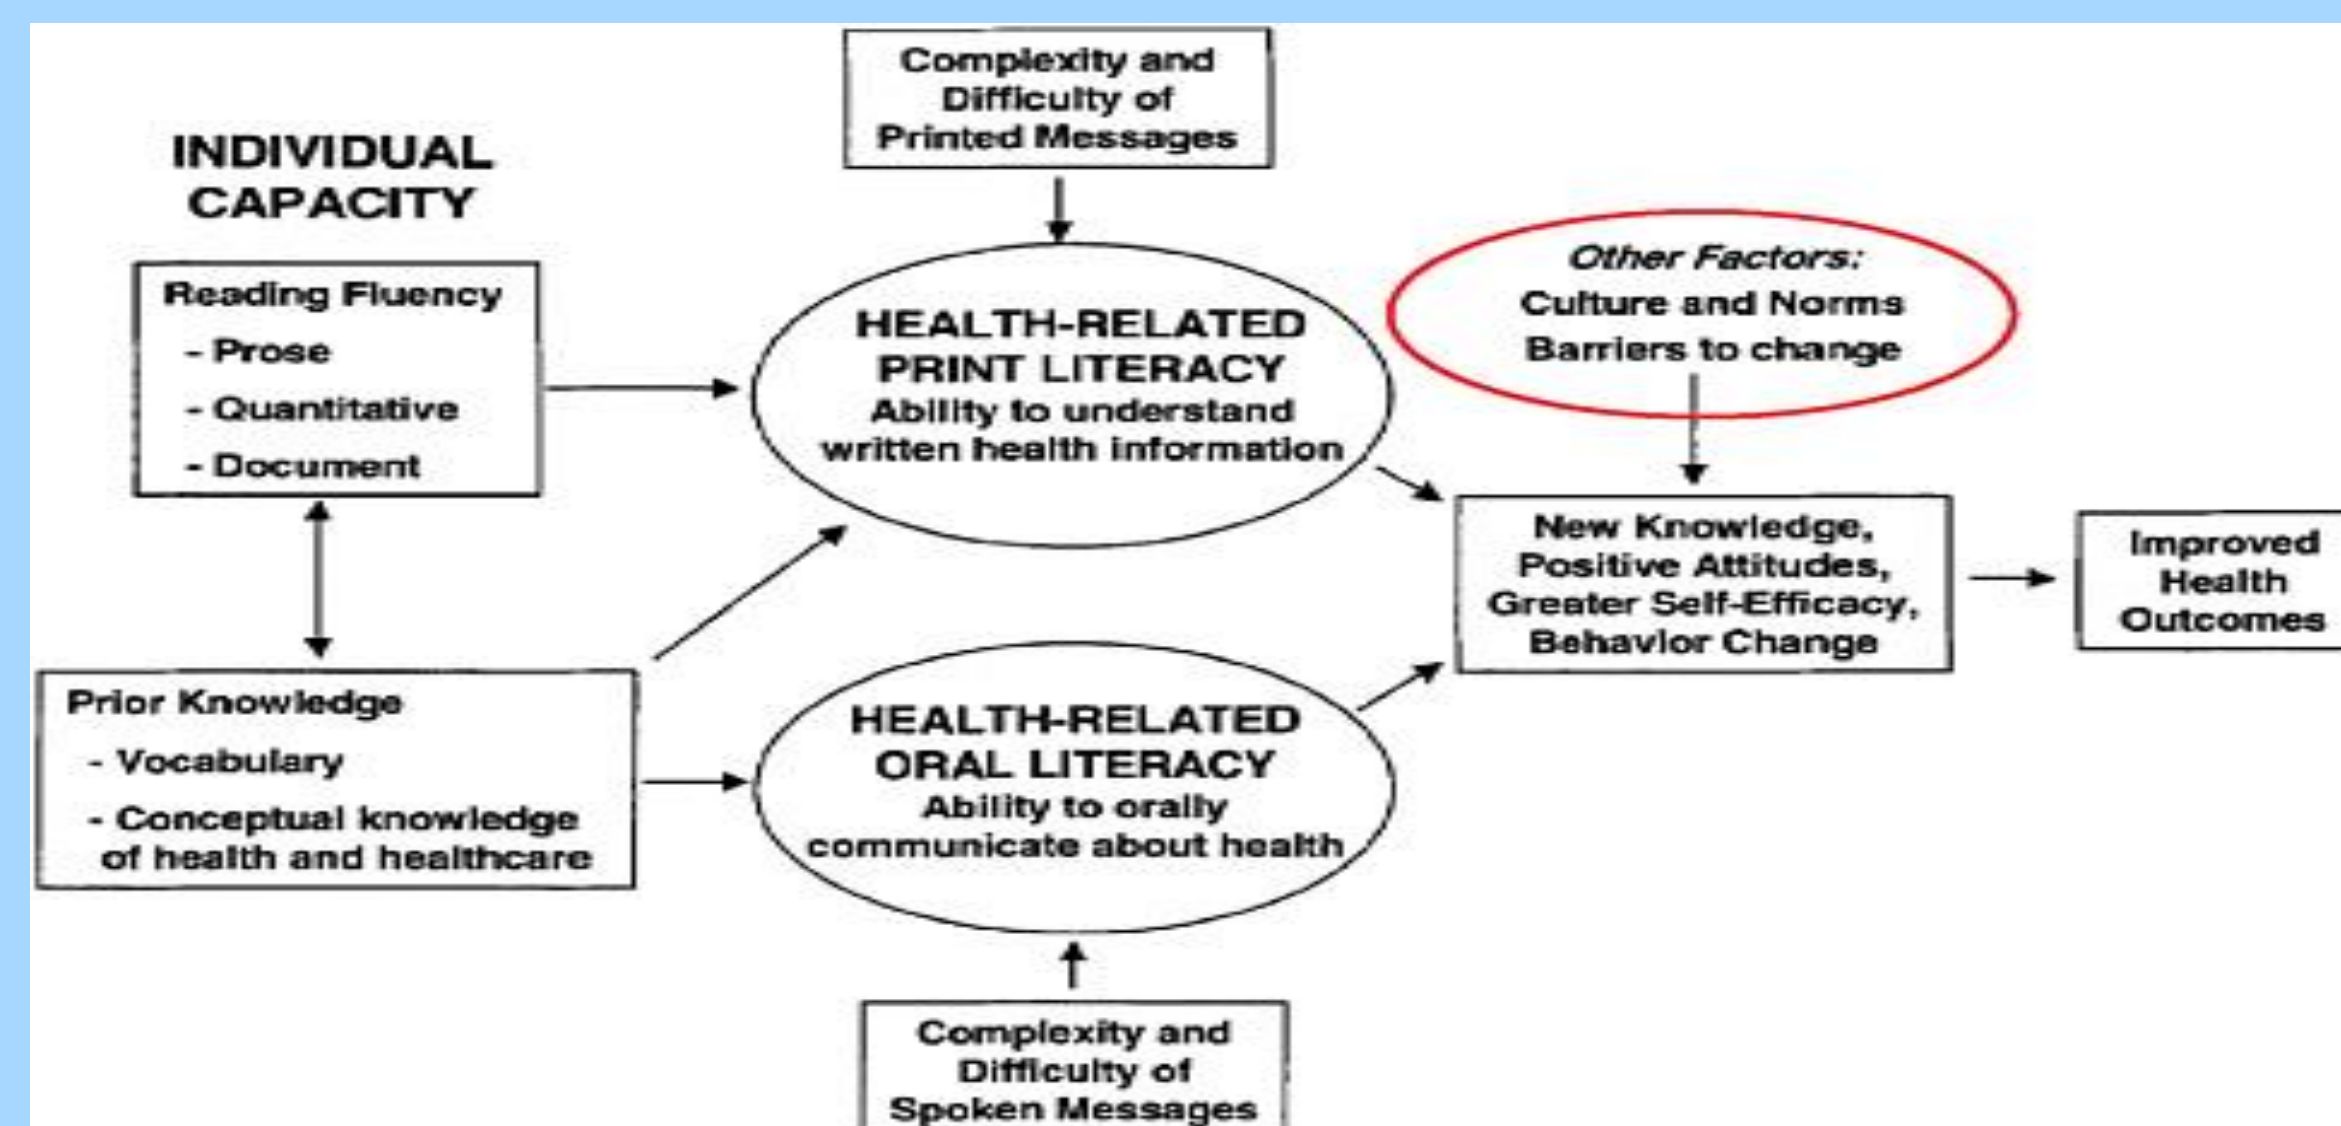 Complexity and
Difficulty of
Printed Messages
INDIVIDUAL
CAPACITY
Reading Fluency
- Prose
- Quantitative
- Document
HEALTH-RELATED
PRINT LITERACY
Ability to understand
written health information
Other Factors:
Culture and Norms
Barriers to change
New Knowledge,
Positive Attitudes,
Greater Self-Efficacy,
Behavior Change
Improved
Health
Outcomes
Prior Knowledge
- Vocabulary
- Conceptual knowledge
of health and healthcare
HEALTH-RELATED
ORAL LITERACY
Ability to orally
communicate about health
Complexity and
Difficulty of
Spoken Messages